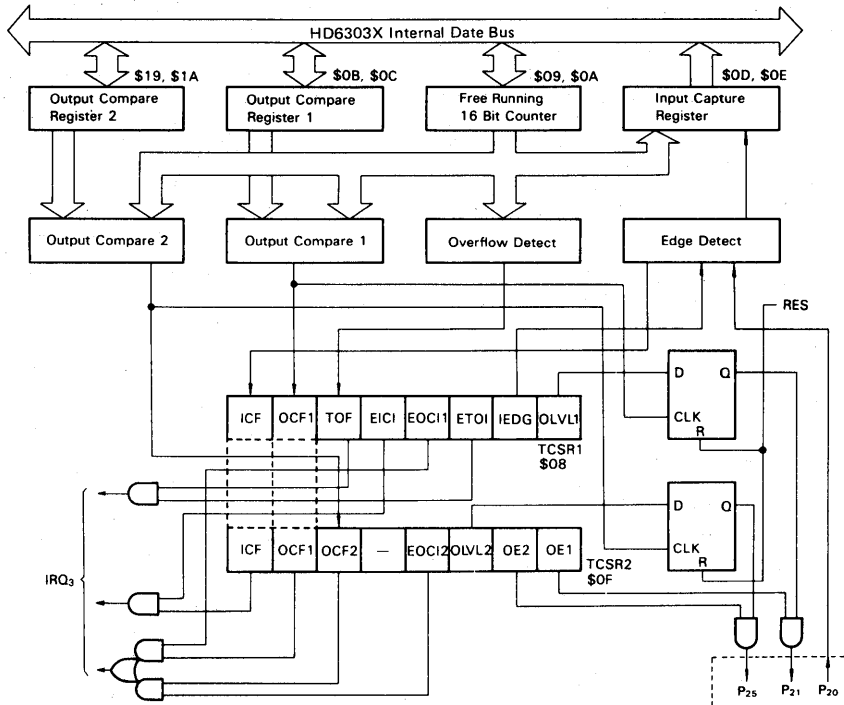 HD6303X Internal Date Bus
$19, $1A
$0B, $0C
$09, $0A
$0D, $0E
Output Compare
Register 2
Output Compare
Register 1
Free Running
16 Bit Counter
Input Capture
Register
Output Compare 2
Output Compare 1
Overflow Detect
Edge Detect
RES
D Q
CLK
R
ICF OCF1 TOF EICI EOCI1 ETOI IEDG OLVL1
TCSR1
$08
D Q
CLK
R
ICF OCF1 OCF2 — EOCI2 OLVL2 OE2 OE1
TCSR2
$0F
IRQ3
P25 P21 P20